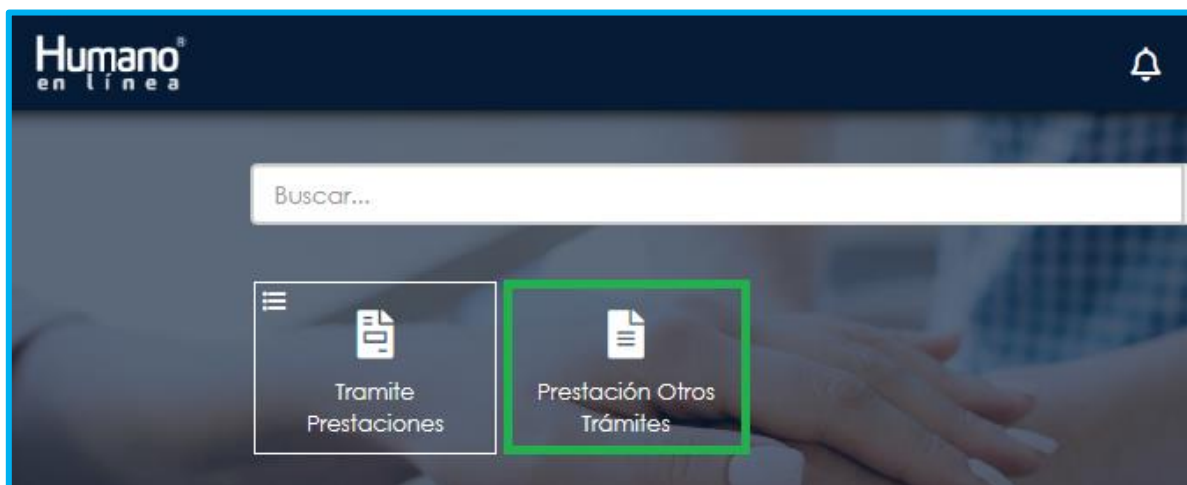 Humano®
en línea
Buscar...
Tramite
Prestaciones
Prestación Otros
Trámites